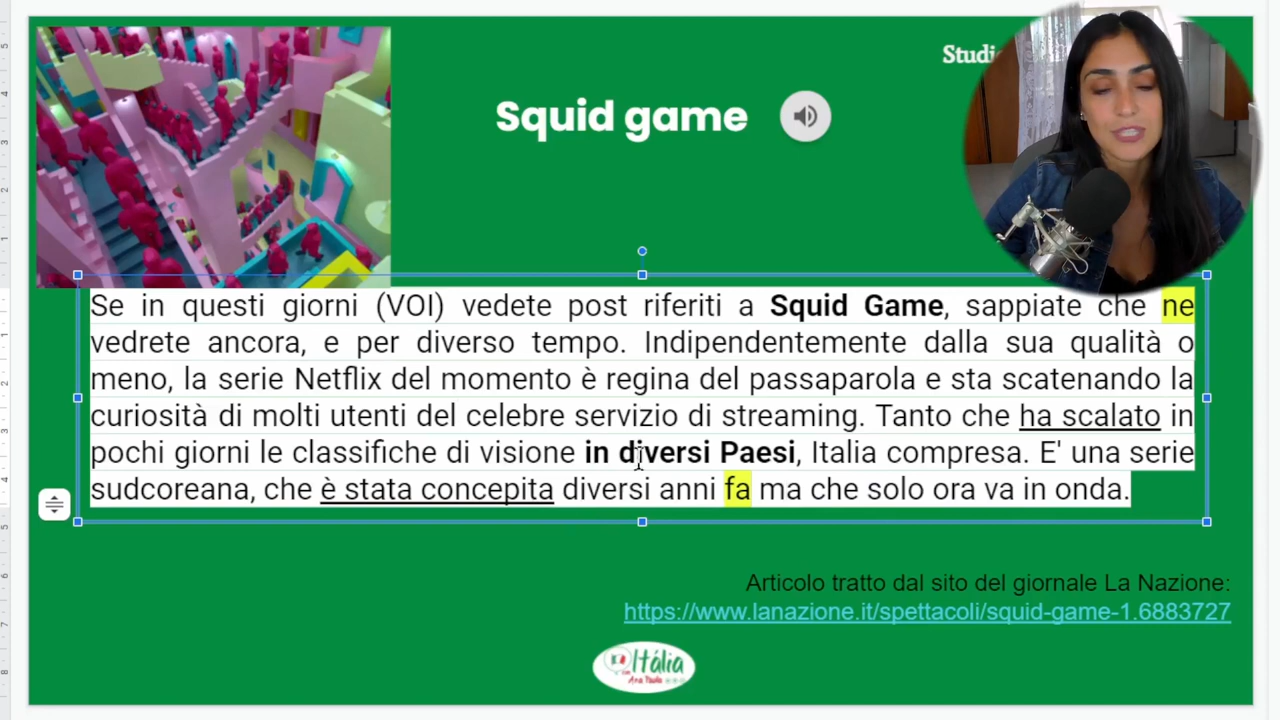 Studio
Squid game
Se in questi giorni (VOI) vedete post riferiti a Squid Game, sappiate che ne
vedrete ancora, e per diverso tempo. Indipendentemente dalla sua qualità o
meno, la serie Netflix del momento è regina del passaparola e sta scatenando la
curiosità di molti utenti del celebre servizio di streaming. Tanto che ha scalato in
pochi giorni le classifiche di visione in diversi Paesi, Italia compresa. E' una serie
sudcoreana, che è stata concepita diversi anni fa ma che solo ora va in onda.
Articolo tratto dal sito del giornale La Nazione:
https://www.lanazione.it/spettacoli/squid-game-1.6883727
Itália
com Ana Paula